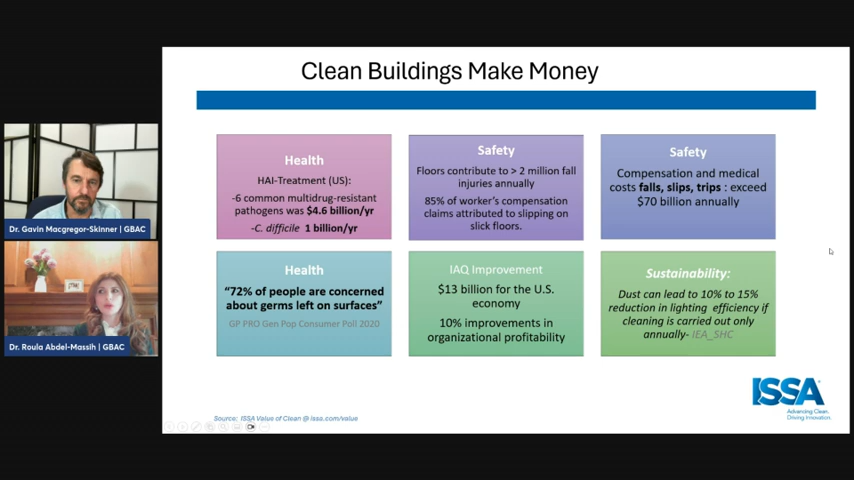 Clean Buildings Make Money
Health
HAI-Treatment (US):
-6 common multidrug-resistant
pathogens was $4.6 billion/yr
-C. difficile 1 billion/yr
Safety
Floors contribute to > 2 million fall
injuries annually
85% of worker's compensation
claims attributed to slipping on
slick floors.
Safety
Compensation and medical
costs falls, slips, trips : exceed
$70 billion annually
Health
“72% of people are concerned
about germs left on surfaces”
GP PRO Gen Pop Consumer Poll 2020
IAQ Improvement
$13 billion for the U.S.
economy
10% improvements in
organizational profitability
Sustainability:
Dust can lead to 10% to 15%
reduction in lighting efficiency if
cleaning is carried out only
annually- IEA_SHC
Dr. Gavin Macgregor-Skinner | GBAC
Dr. Roula Abdel-Massih | GBAC
Source: ISSA Value of Clean @ issa.com/value
ISSA
Advancing Clean.
Driving Innovation.